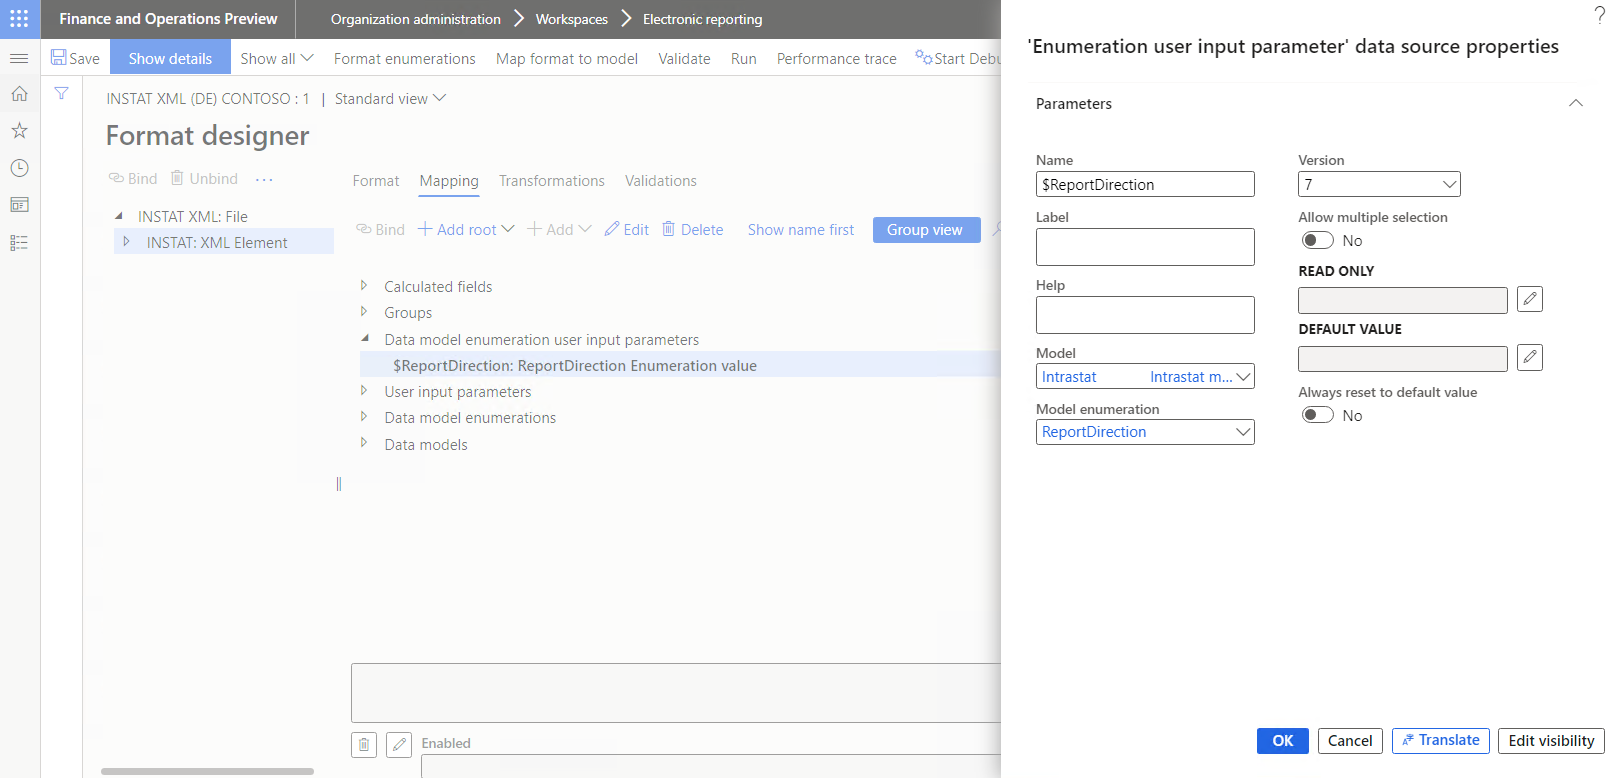 Finance and Operations Preview
Organization administration
Workspaces
Electronic reporting
?
Save
Show details
Show all
Format enumerations
Map format to model
Validate
Run
Performance trace
INSTAT XML (DE) CONTOSO : 1 | Standard view
Format designer
Bind
Unbind
...
INSTAT XML: File
INSTAT: XML Element
Format
Mapping
Transformations
Validations
Bind
Add root
Add
Edit
Delete
Show name first
Group view
Calculated fields
Groups
Data model enumeration user input parameters
$ReportDirection: ReportDirection Enumeration value
User input parameters
Data model enumerations
Data models
Enabled
'Enumeration user input parameter' data source properties
Parameters
Name
$ReportDirection
Label
Help
Model
Intrastat Intrastat m...
Model enumeration
ReportDirection
Version
7
Allow multiple selection
No
READ ONLY
DEFAULT VALUE
Always reset to default value
No
OK
Cancel
Translate
Edit visibility